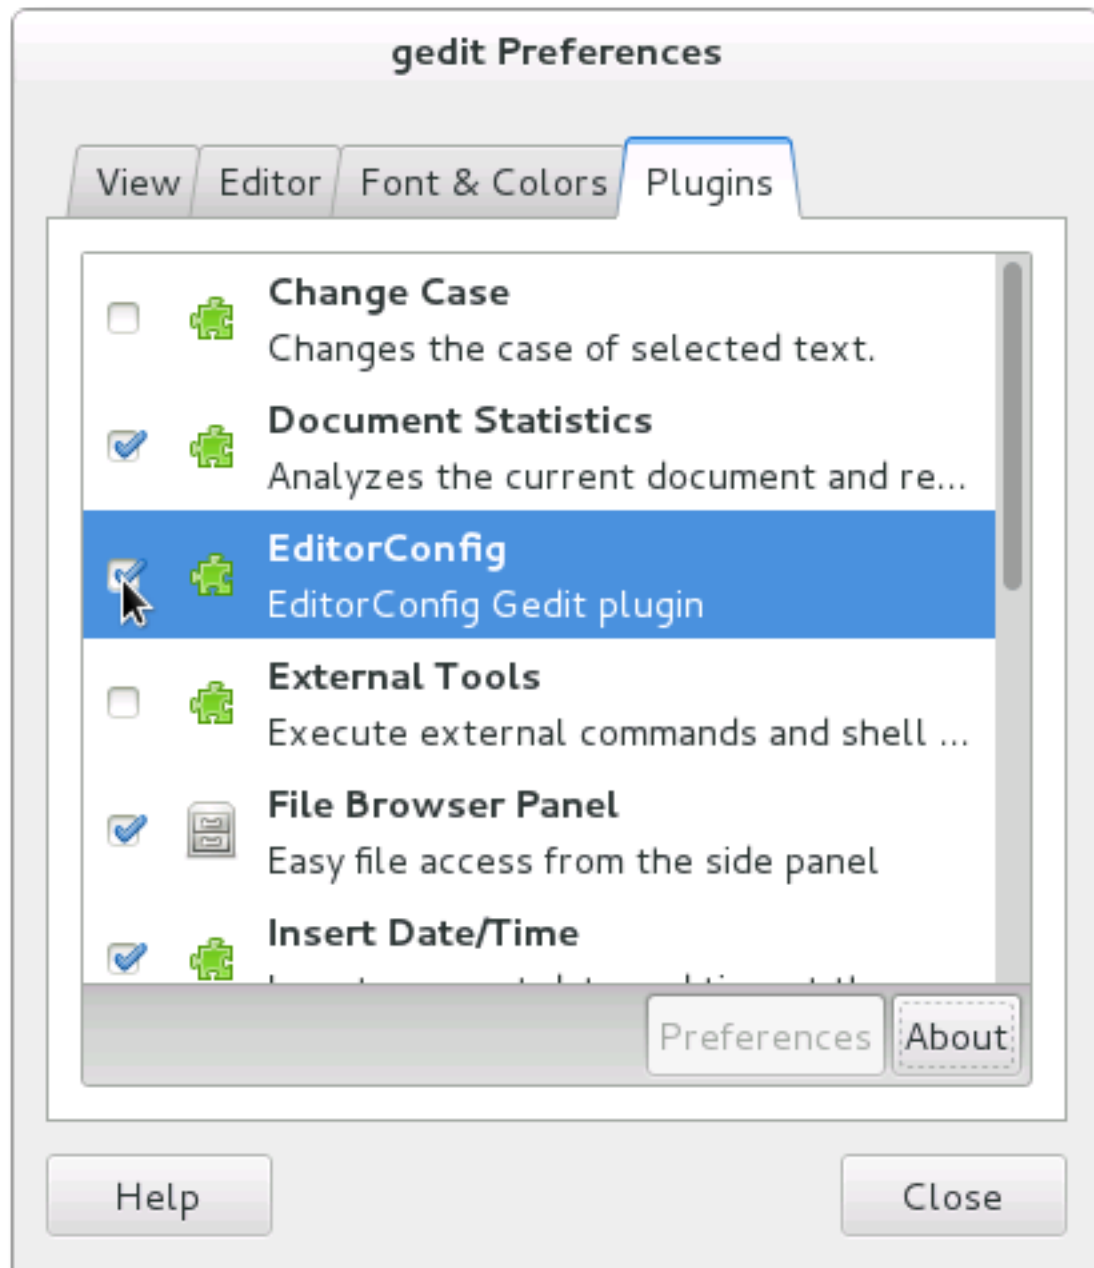 gedit Preferences
View Editor Font & Colors Plugins
Change Case
Changes the case of selected text.
Document Statistics
Analyzes the current document and re...
EditorConfig
EditorConfig Gedit plugin
External Tools
Execute external commands and shell ...
File Browser Panel
Easy file access from the side panel
Insert Date/Time
Preferences About
Help Close